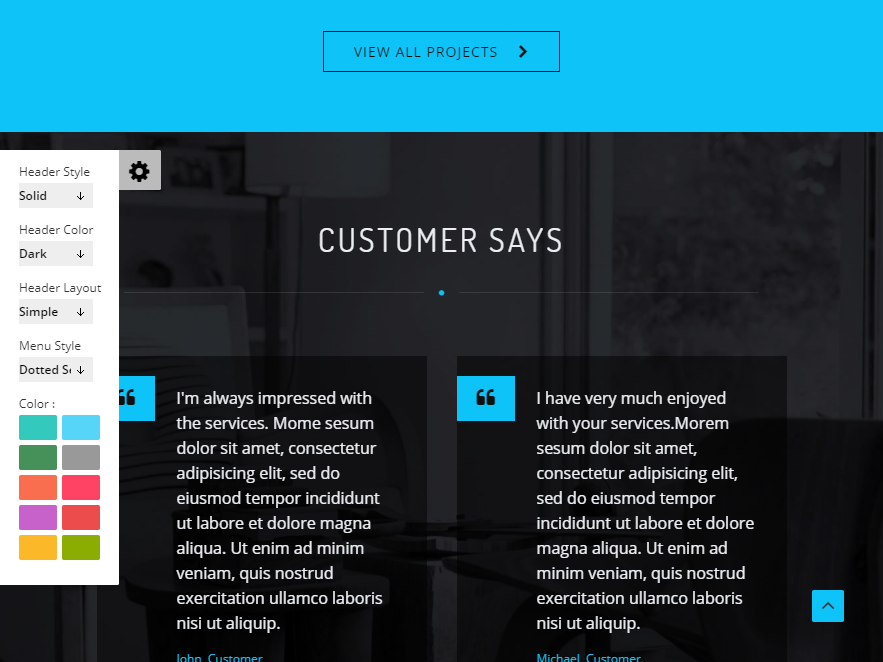 VIEW ALL PROJECTS
Header Style
Solid
Header Color
Dark
Header Layout
Simple
Menu Style
Dotted Se
Color :
CUSTOMER SAYS
I'm always impressed with
the services. Mome sesum
dolor sit amet, consectetur
adipisicing elit, sed do
eiusmod tempor incididunt
ut labore et dolore magna
aliqua. Ut enim ad minim
veniam, quis nostrud
exercitation ullamco laboris
nisi ut aliquip.
John, Customer
I have very much enjoyed
with your services.Morem
sesum dolor sit amet,
consectetur adipisicing elit,
sed do eiusmod tempor
incididunt ut labore et dolore
magna aliqua. Ut enim ad
minim veniam, quis nostrud
exercitation ullamco laboris
nisi ut aliquip.
Michael, Customer